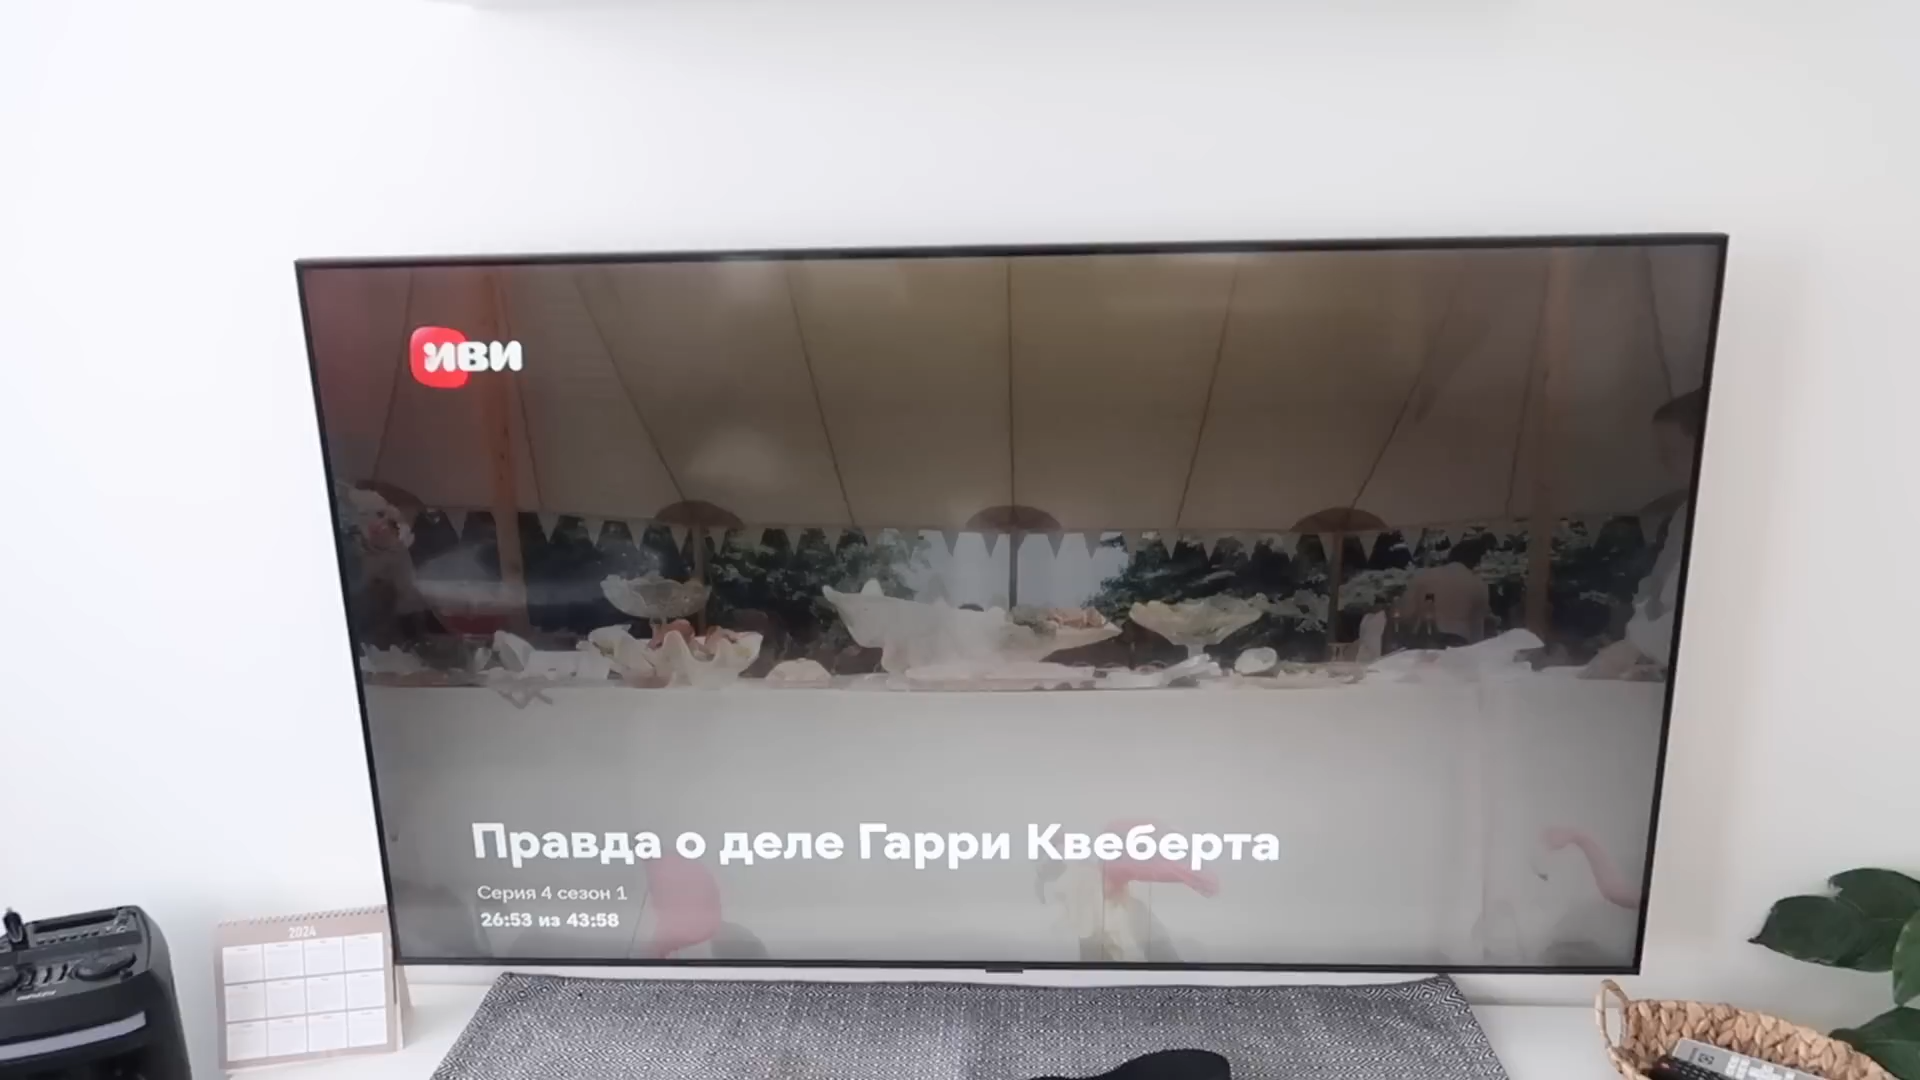 иви
Правда о деле Гарри Квеберта
Серия 4 сезон 1
26:53 из 43:58
2024